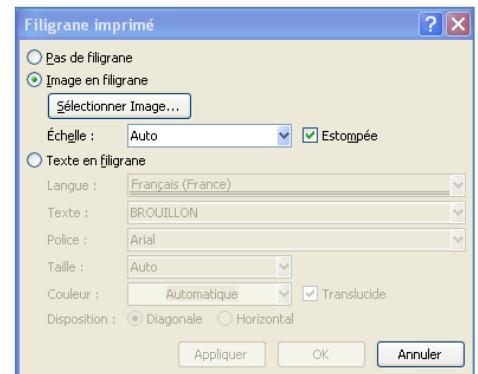 Filigrane imprimé
Pas de filigrane
Image en filigrane
Sélectionner Image...
Échelle : Auto Estompée
Texte en filigrane
Langue : Français (France)
Texte : BROUILLON
Police : Arial
Taille : Auto
Couleur : Automatique Translucide
Disposition : Diagonale Horizontal
Appliquer OK Annuler